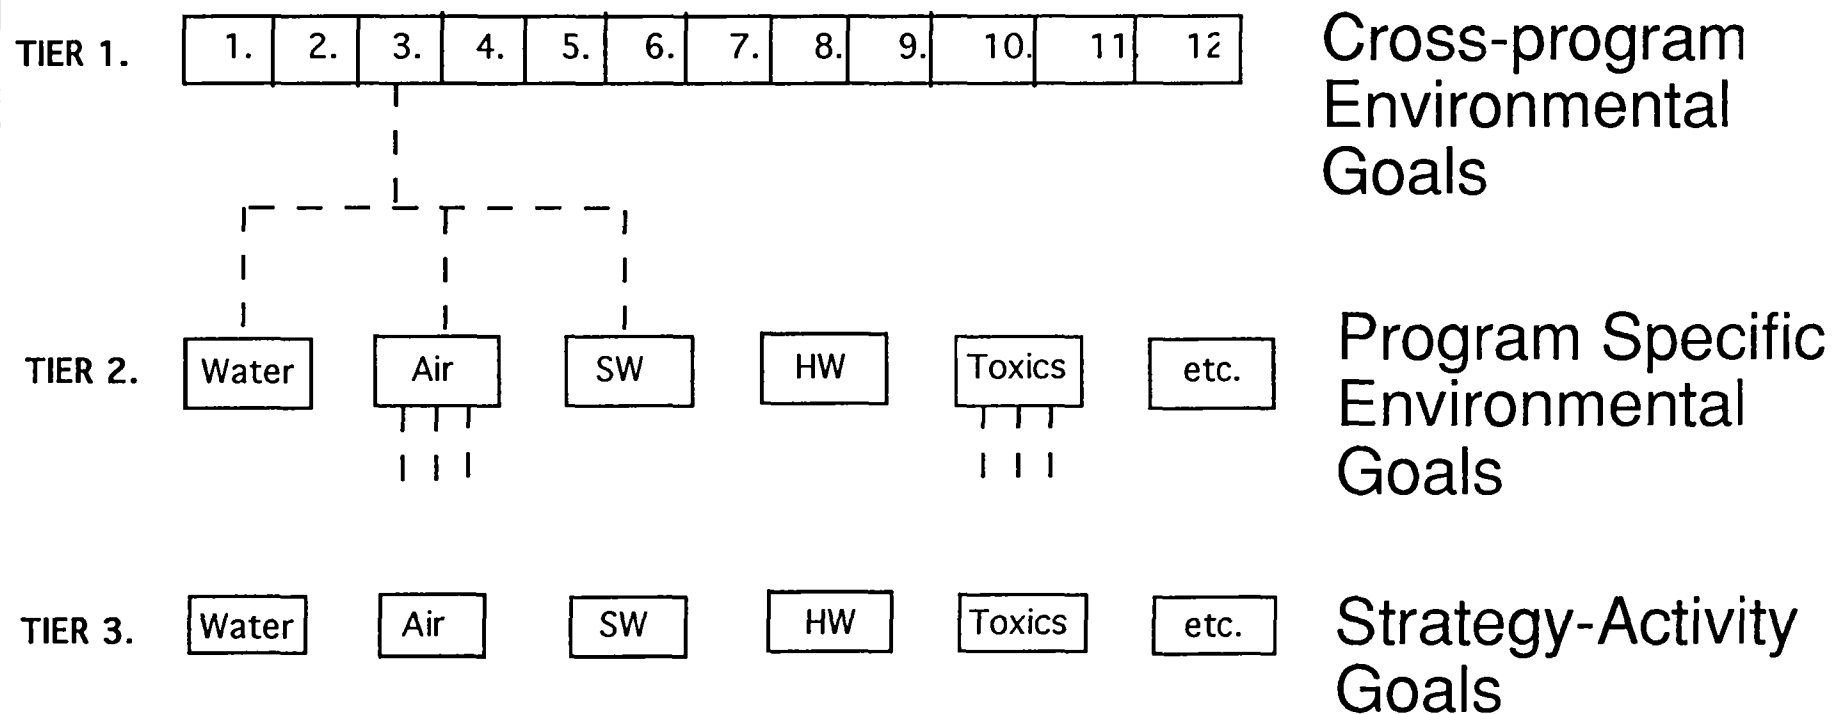 TIER 1.
1. 2. 3. 4. 5. 6. 7. 8. 9. 10. 11 12
Cross-program
Environmental
Goals
TIER 2.
Water Air SW HW Toxics etc.
Program Specific
Environmental
Goals
TIER 3.
Water Air SW HW Toxics etc.
Strategy-Activity
Goals